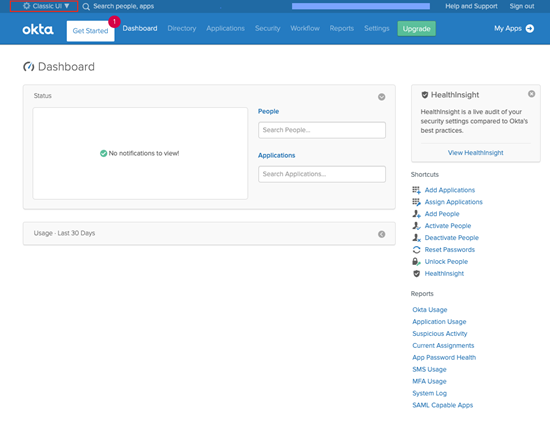 Classic UI ▼
Search people, apps
Help and Support
Sign out
okta
Get Started
1
Dashboard
Directory
Applications
Security
Workflow
Reports
Settings
Upgrade
My Apps
Dashboard
Status
No notifications to view!
People
Search People...
Applications
Search Applications...
Usage · Last 30 Days
HealthInsight
HealthInsight is a live audit of your
security settings compared to Okta's
best practices.
View HealthInsight
Shortcuts
Add Applications
Assign Applications
Add People
Activate People
Deactivate People
Reset Passwords
Unlock People
HealthInsight
Reports
Okta Usage
Application Usage
Suspicious Activity
Current Assignments
App Password Health
SMS Usage
MFA Usage
System Log
SAML Capable Apps